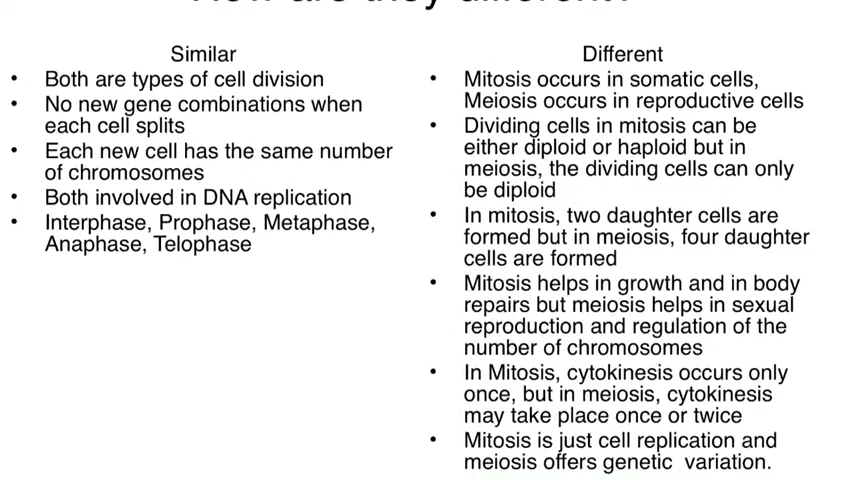 How are they different?
Similar
• Both are types of cell division
• No new gene combinations when
each cell splits
• Each new cell has the same number
of chromosomes
• Both involved in DNA replication
• Interphase, Prophase, Metaphase,
Anaphase, Telophase
Different
• Mitosis occurs in somatic cells,
Meiosis occurs in reproductive cells
• Dividing cells in mitosis can be
either diploid or haploid but in
meiosis, the dividing cells can only
be diploid
• In mitosis, two daughter cells are
formed but in meiosis, four daughter
cells are formed
• Mitosis helps in growth and in body
repairs but meiosis helps in sexual
reproduction and regulation of the
number of chromosomes
• In Mitosis, cytokinesis occurs only
once, but in meiosis, cytokinesis
may take place once or twice
• Mitosis is just cell replication and
meiosis offers genetic  variation.